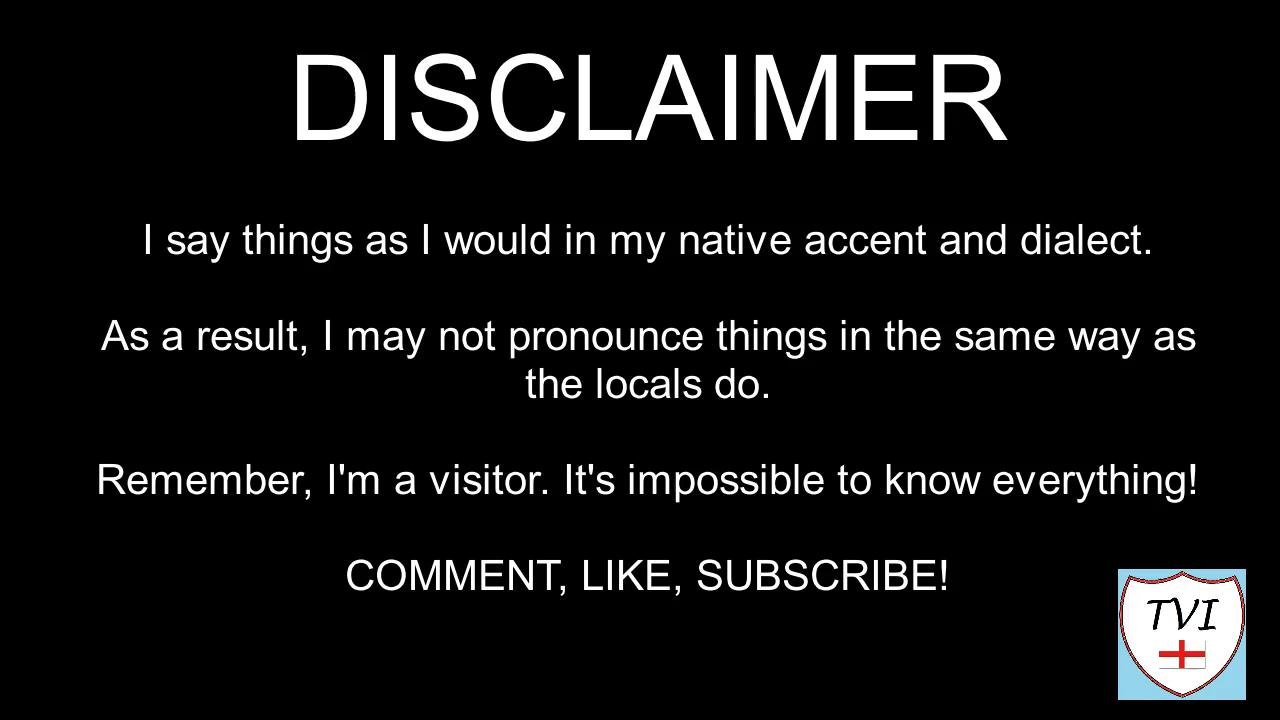 DISCLAIMER
I say things as I would in my native accent and dialect.
As a result, I may not pronounce things in the same way as
the locals do.
Remember, I'm a visitor. It's impossible to know everything!
COMMENT, LIKE, SUBSCRIBE!
TVI